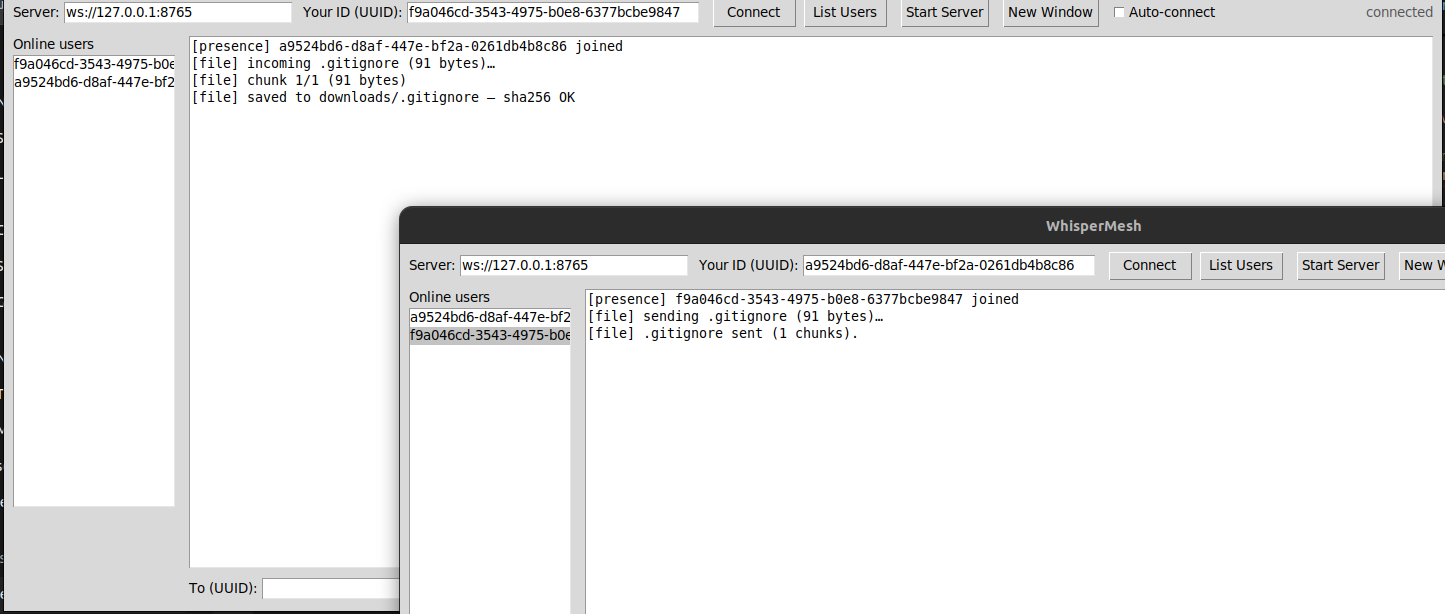 Server: ws://127.0.0.1:8765 Your ID (UUID): f9a046cd-3543-4975-b0e8-6377bcbe9847 Connect List Users Start Server New Window Auto-connect connected
Online users
f9a046cd-3543-4975-b0e
a9524bd6-d8af-447e-bf2
[presence] a9524bd6-d8af-447e-bf2a-0261db4b8c86 joined
[file] incoming .gitignore (91 bytes)…
[file] chunk 1/1 (91 bytes)
[file] saved to downloads/.gitignore — sha256 OK
To (UUID):
WhisperMesh
Server: ws://127.0.0.1:8765 Your ID (UUID): a9524bd6-d8af-447e-bf2a-0261db4b8c86 Connect List Users Start Server New W
Online users
a9524bd6-d8af-447e-bf2
f9a046cd-3543-4975-b0e
[presence] f9a046cd-3543-4975-b0e8-6377bcbe9847 joined
[file] sending .gitignore (91 bytes)…
[file] .gitignore sent (1 chunks).